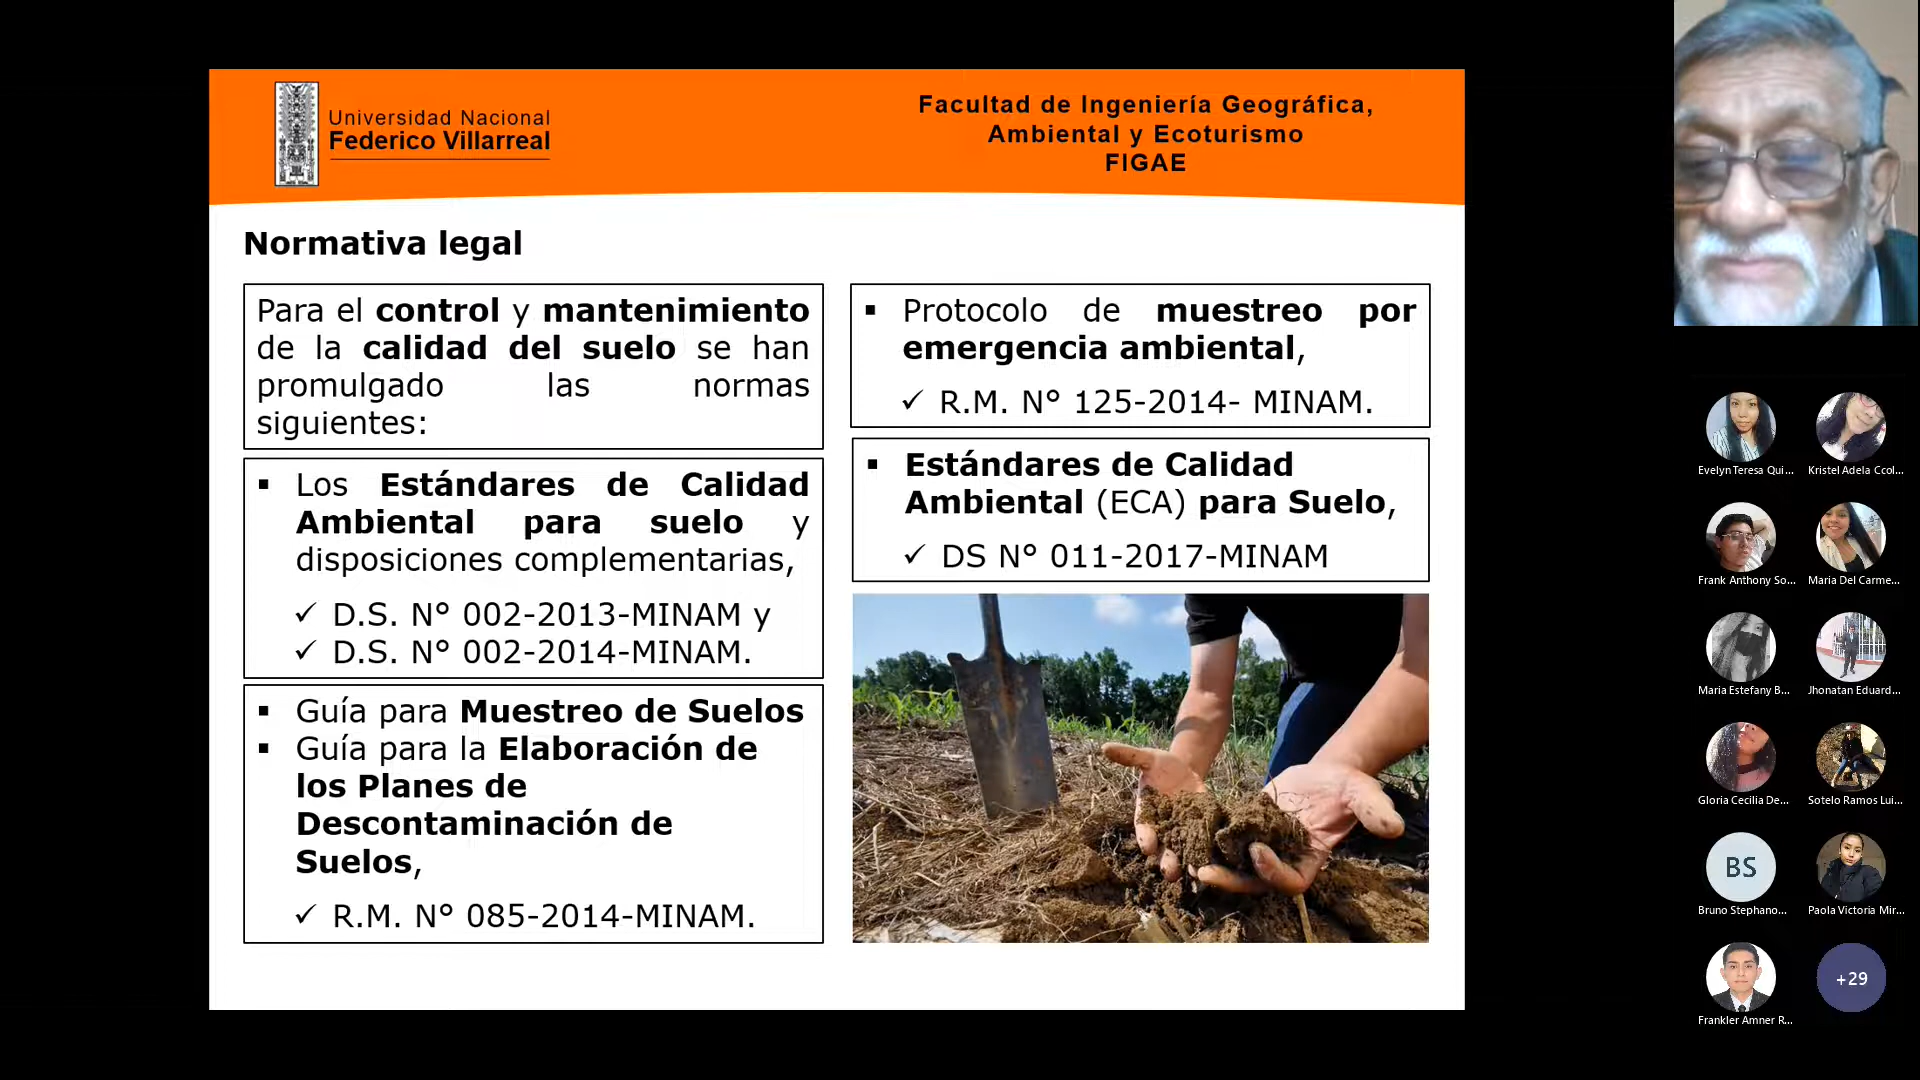 Universidad Nacional
Federico Villarreal
Facultad de Ingeniería Geográfica,
Ambiental y Ecoturismo
FIGAE
Normativa legal
Para el control y mantenimiento
de la calidad del suelo se han
promulgado las normas
siguientes:
▪ Los Estándares de Calidad
Ambiental para suelo y
disposiciones complementarias,
✓ D.S. N° 002-2013-MINAM y
✓ D.S. N° 002-2014-MINAM.
▪ Guía para Muestreo de Suelos
▪ Guía para la Elaboración de
los Planes de
Descontaminación de
Suelos,
✓ R.M. N° 085-2014-MINAM.
▪ Protocolo de muestreo por
emergencia ambiental,
✓ R.M. N° 125-2014- MINAM.
▪ Estándares de Calidad
Ambiental (ECA) para Suelo,
✓ DS N° 011-2017-MINAM
Evelyn Teresa Qui...
Kristel Adela Ccol...
Frank Anthony So...
Maria Del Carme...
Maria Estefany B...
Jhonatan Eduard...
Gloria Cecilia De...
Sotelo Ramos Lui...
BS
Bruno Stephano...
Paola Victoria Mir...
Frankler Amner R...
+29